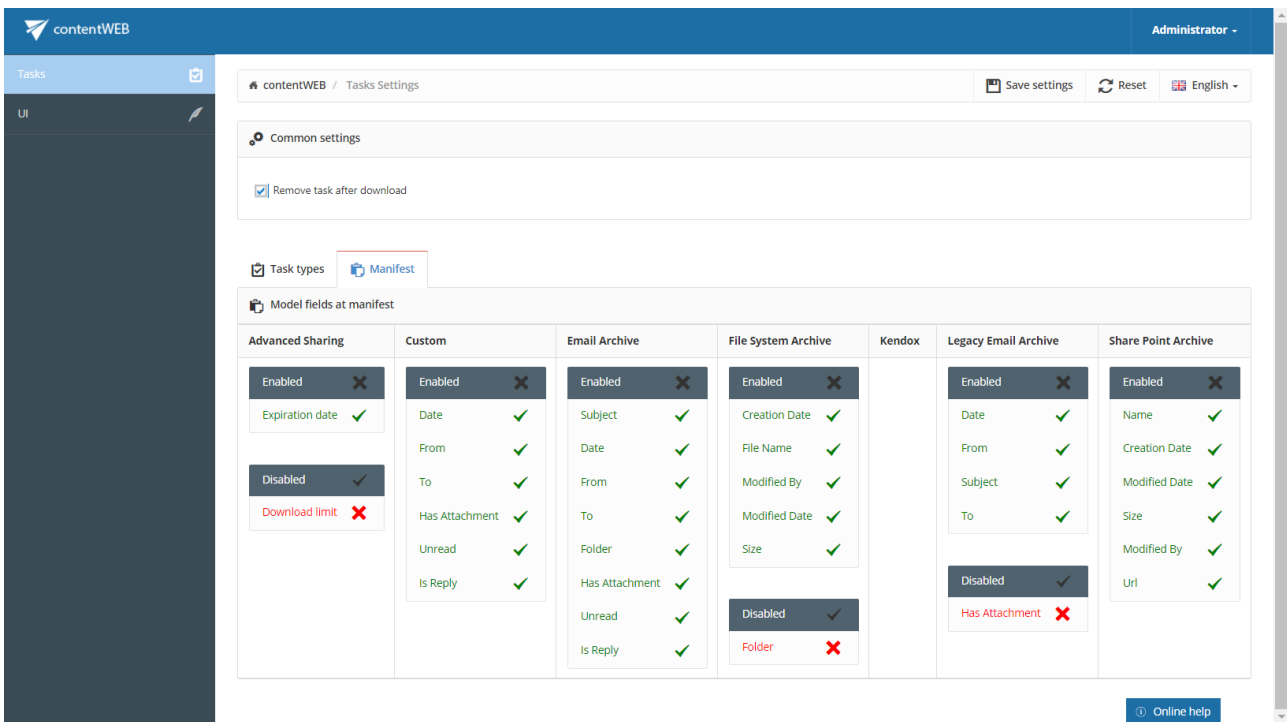 contentWEB
Administrator
Tasks
UI
contentWEB / Tasks Settings
Save settings
Reset
English
Common settings
Remove task after download
Task types
Manifest
Model fields at manifest
Advanced Sharing
Custom
Email Archive
File System Archive
Kendox
Legacy Email Archive
Share Point Archive
Enabled
Expiration date
Disabled
Download limit
Enabled
Date
From
To
Has Attachment
Unread
Is Reply
Enabled
Subject
Date
From
To
Folder
Has Attachment
Unread
Is Reply
Enabled
Creation Date
File Name
Modified By
Modified Date
Size
Disabled
Folder
Enabled
Date
From
Subject
To
Disabled
Has Attachment
Enabled
Name
Creation Date
Modified Date
Size
Modified By
Url
Online help